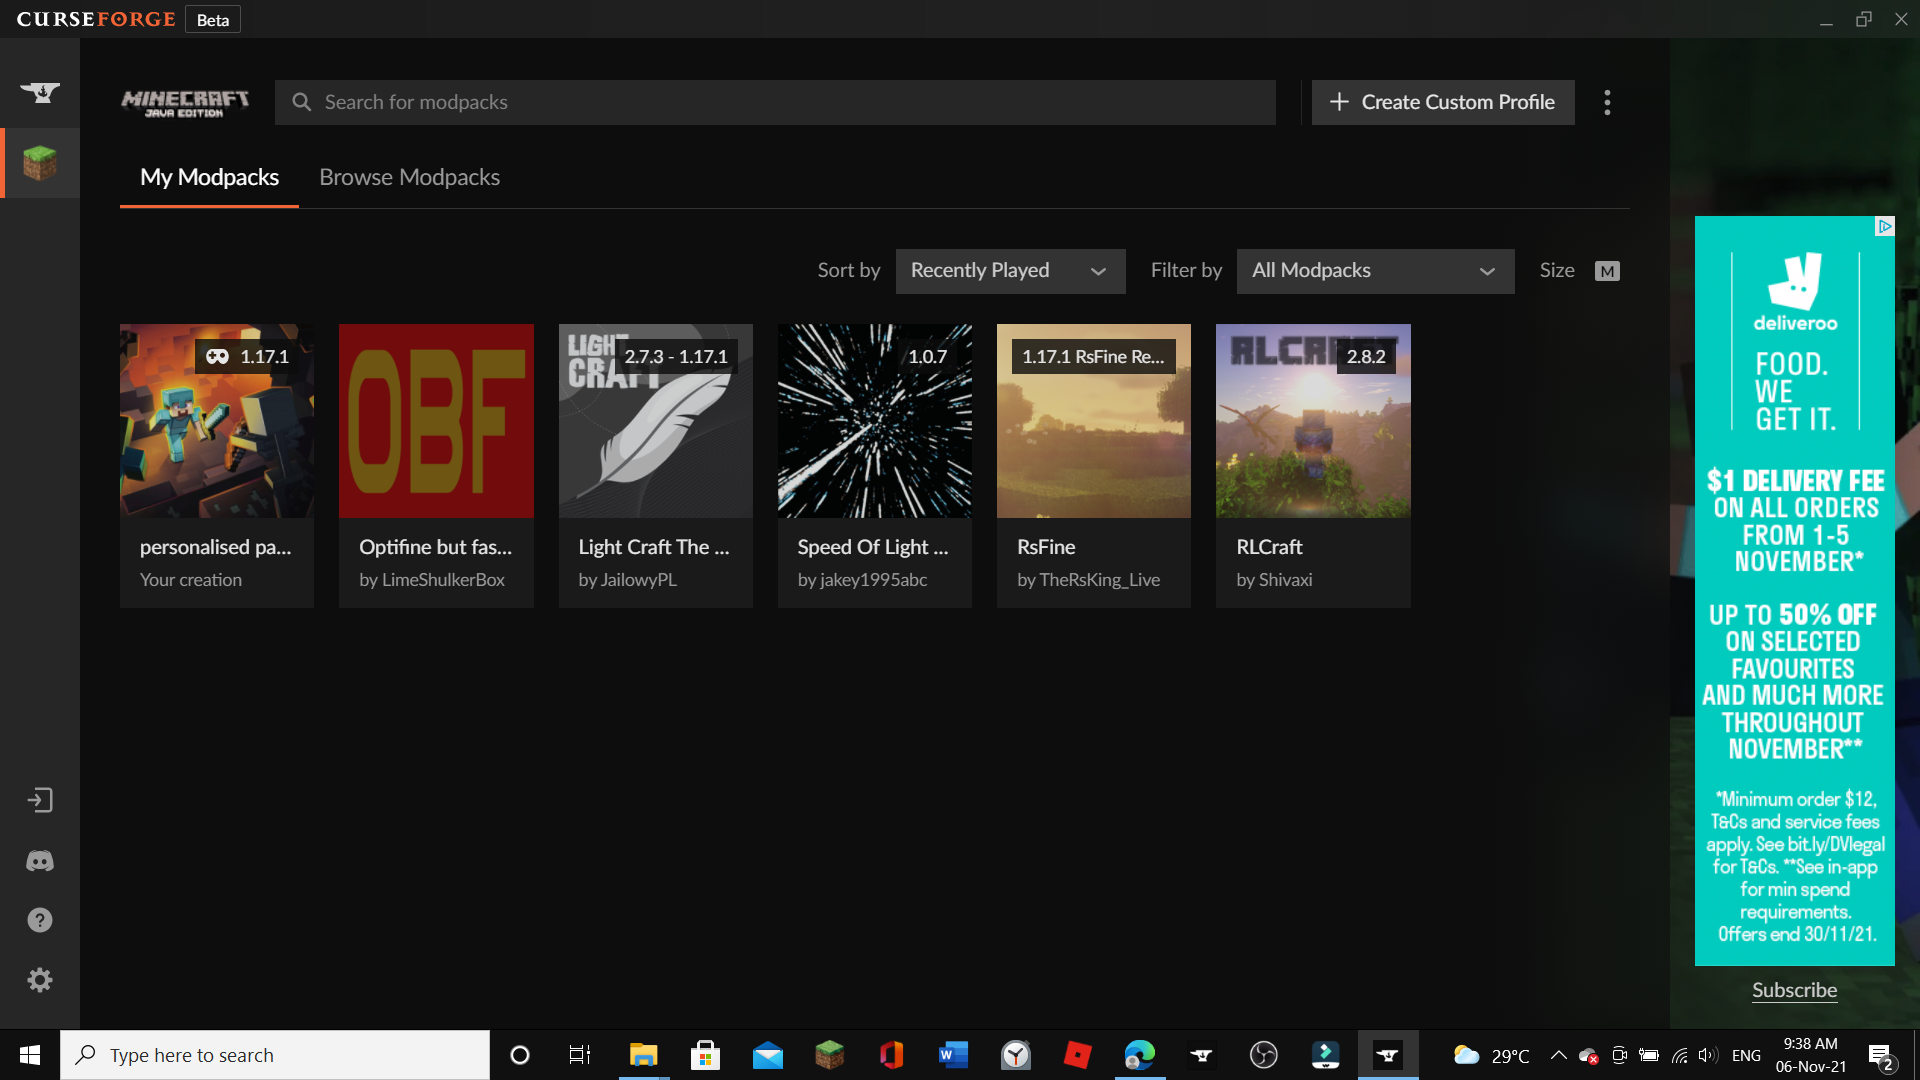 CURSEFORGE Beta
MINECRAFT
JAVA EDITION
Search for modpacks
Create Custom Profile
My Modpacks
Browse Modpacks
Sort by
Recently Played
Filter by
All Modpacks
Size
M
1.17.1
personalised pa...
Your creation
OBF
Optifine but fas...
by LimeShulkerBox
LIGHT
CRAFT
2.7.3 - 1.17.1
Light Craft The ...
by JailowyPL
1.0.7
Speed Of Light ...
by jakey1995abc
1.17.1 RsFine Re...
RsFine
by TheRsKing_Live
RLCRAFT
2.8.2
RLCraft
by Shivaxi
deliveroo
FOOD.
WE
GET IT.
$1 DELIVERY FEE
ON ALL ORDERS
FROM 1-5
NOVEMBER*
UP TO 50% OFF
ON SELECTED
FAVOURITES
AND MUCH MORE
THROUGHOUT
NOVEMBER**
*Minimum order $12,
T&Cs and service fees
apply. See bit.ly/DVlegal
for T&Cs. **See in-app
for min spend
requirements.
Offers end 30/11/21.
Subscribe
Type here to search
29°C
ENG
9:38 AM
06-Nov-21
2